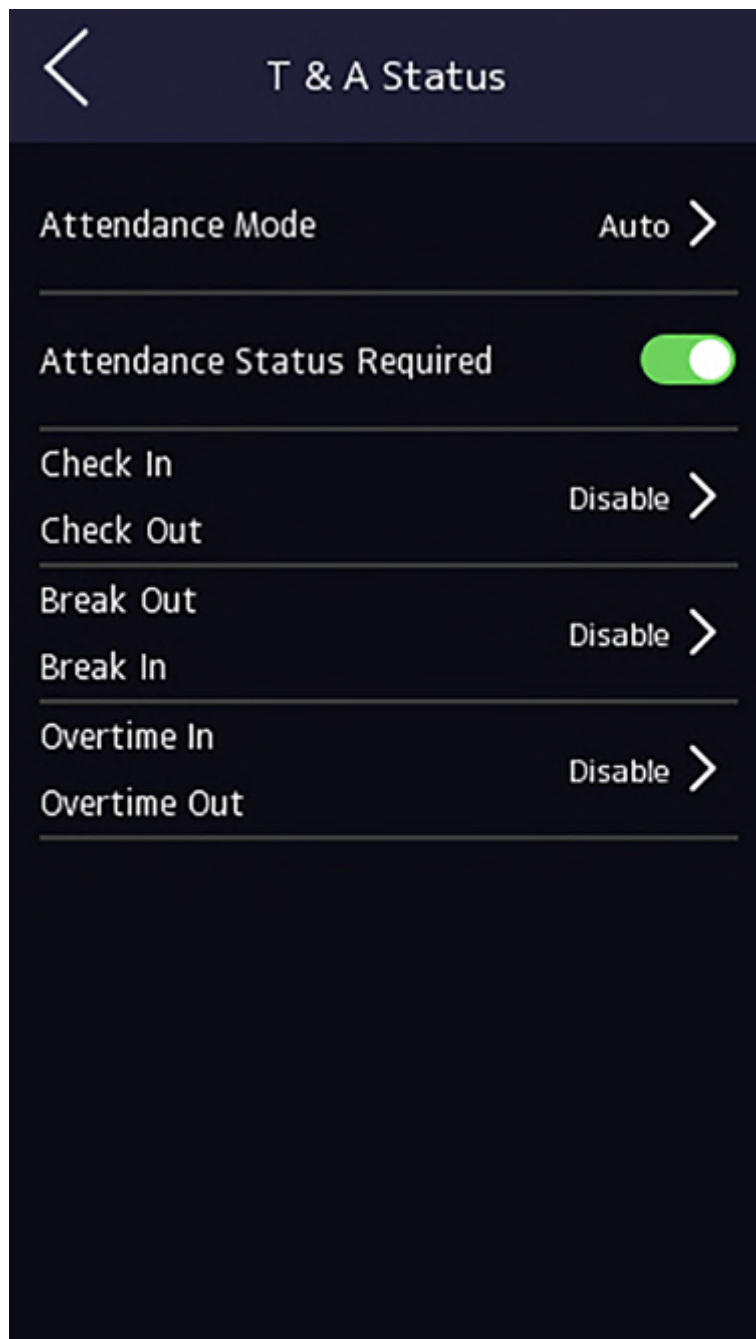 T & A Status
Attendance Mode
Auto
Attendance Status Required
Check In
Check Out
Disable
Break Out
Break In
Disable
Overtime In
Overtime Out
Disable